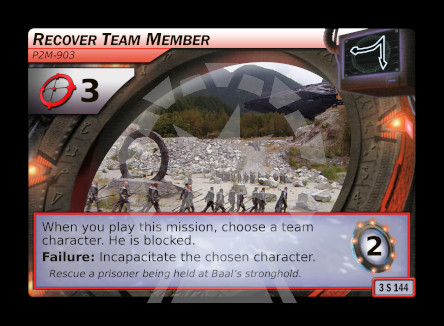 RECOVER TEAM MEMBER
P2M-903
3
When you play this mission, choose a team
character. He is blocked.
Failure: Incapacitate the chosen character.
Rescue a prisoner being held at Baal's stronghold.
2
3 S 144